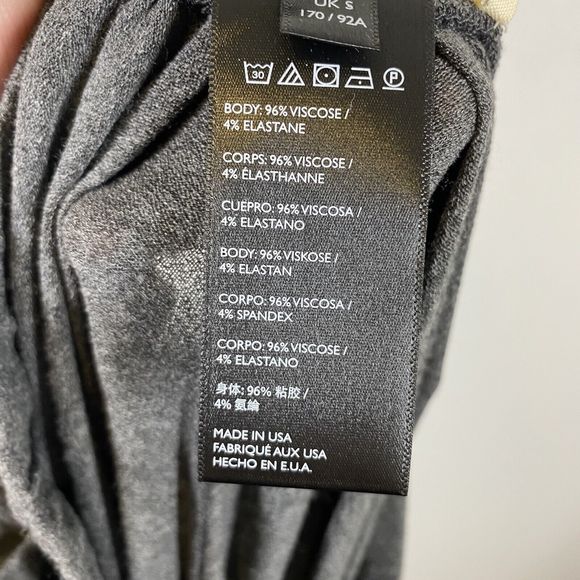 UK S
170 / 92A
30
P
BODY: 96% VISCOSE /
4% ELASTANE
CORPS: 96% VISCOSE /
4% ÉLASTHANNE
CUEPRO: 96% VISCOSA /
4% ELASTANO
BODY: 96% VISKOSE /
4% ELASTAN
CORPO: 96% VISCOSA /
4% SPANDEX
CORPO: 96% VISCOSE /
4% ELASTANO
身体: 96% 粘胶 /
4% 氨綸
MADE IN USA
FABRIQUÉ AUX USA
HECHO EN E.U.A.